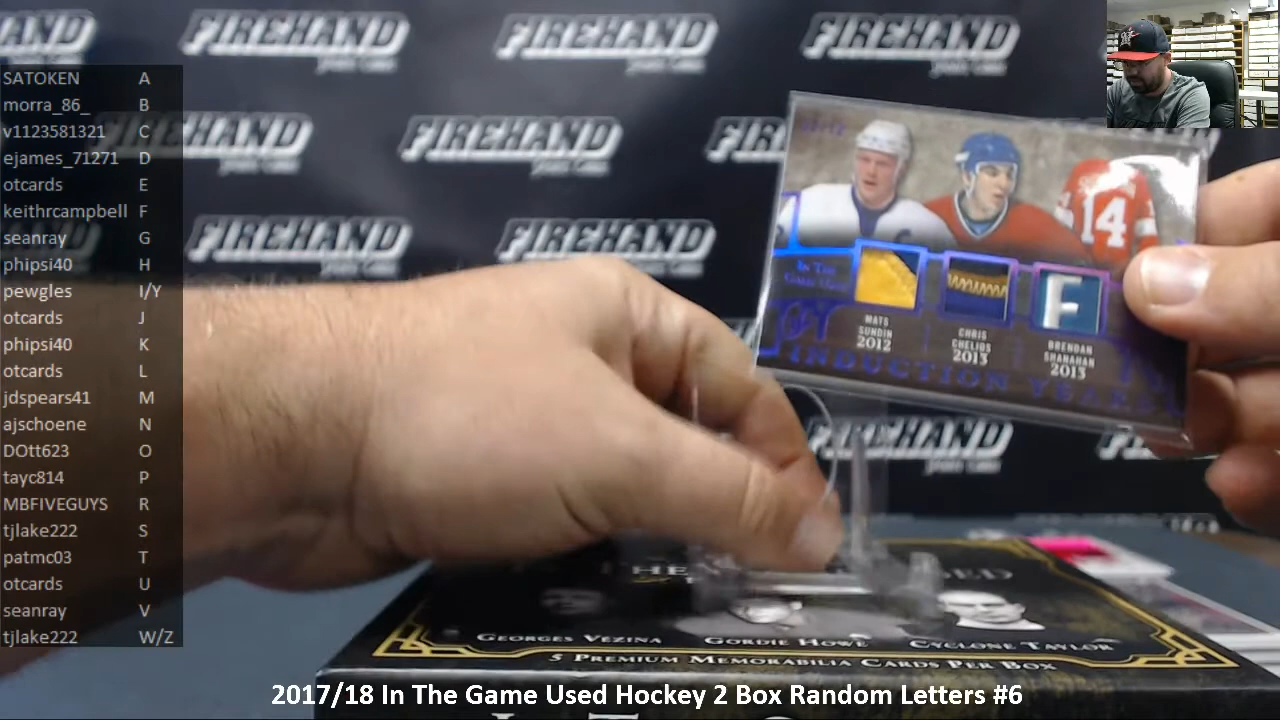 FIREHAND
FIREHAND
FIREHAND
SATOKEN A
morra_86_ B
v1123581321 C
ejames_71271 D
otcards E
keithrcampbell F
seanray G
phipsi40 H
pewgles I/Y
otcards J
phipsi40 K
otcards L
jdspears41 M
ajschoene N
DOtt623 O
tayc814 P
MBFIVEGUYS R
tjlake222 S
patmc03 T
otcards U
seanray V
tjlake222 W/Z
FIREHAND
FIREHAND
FIREHAND
FIREHAND
14
IN THE
GAME USED
F
MATS
SUNDIN
2012
CHRIS
CHELIOS
2013
BRENDAN
SHANAHAN
2013
INDUCTION YEARS
GEORGES VEZINA GORDIE HOWE CYCLONE TAYLOR
5 PREMIUM MEMORABILIA CARDS PER BOX
2017/18 In The Game Used Hockey 2 Box Random Letters #6